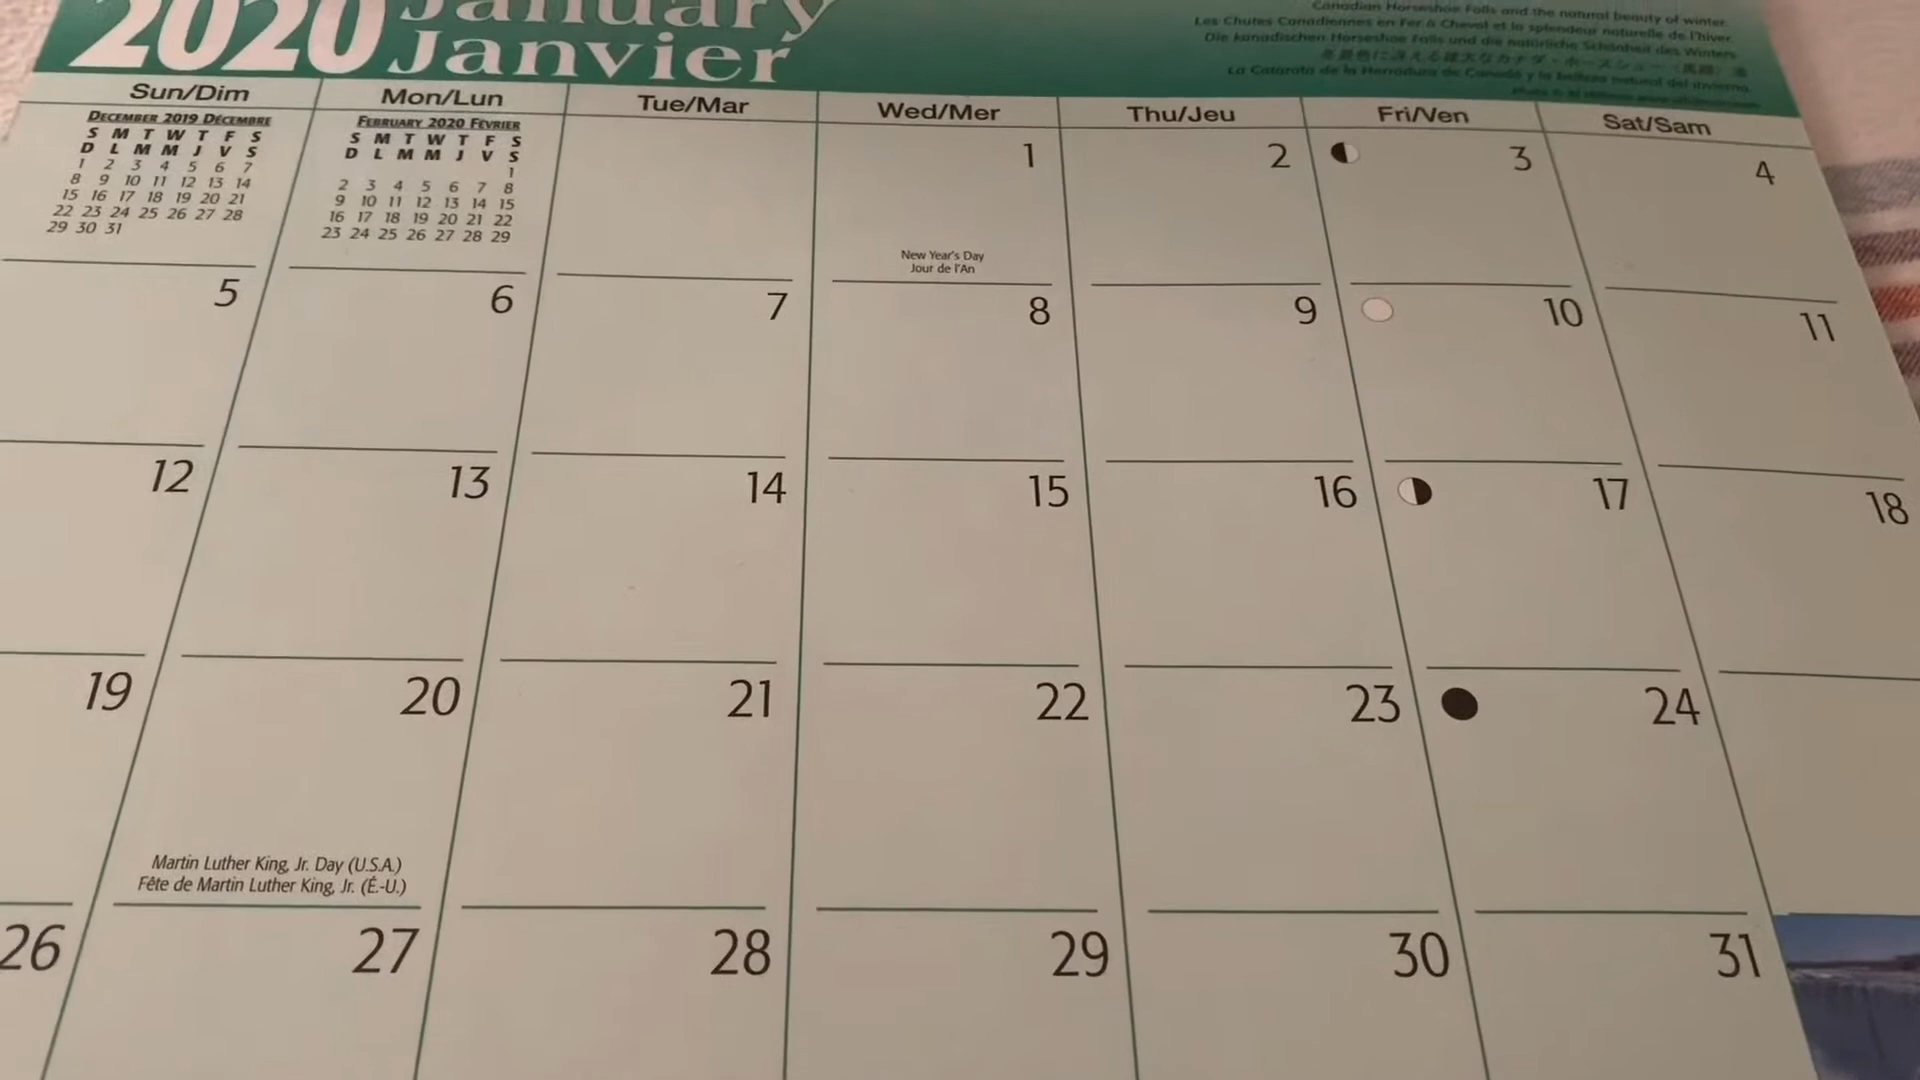 2020 January
Janvier
Canadian Horseshoe Falls and the natural beauty of winter.
Les Chutes Canadiennes en Fer à Cheval et la splendeur naturelle de l'hiver.
Die kanadischen Horseshoe Falls und die natürliche Schönheit des Winters
La Catarata de la Herradura de Canadá y la belleza natural del invierno.
Sun/Dim Mon/Lun Tue/Mar Wed/Mer Thu/Jeu Fri/Ven Sat/Sam
DECEMBER 2019 DÉCEMBRE
S M T W T F S
D L M M J V S
1 2 3 4 5 6 7
8 9 10 11 12 13 14
15 16 17 18 19 20 21
22 23 24 25 26 27 28
29 30 31
FEBRUARY 2020 FÉVRIER
S M T W T F S
D L M M J V S
1
2 3 4 5 6 7 8
9 10 11 12 13 14 15
16 17 18 19 20 21 22
23 24 25 26 27 28 29
1 2 3 4
New Year's Day
Jour de l'An
5 6 7 8 9 10 11
12 13 14 15 16 17 18
19 20 21 22 23 24
Martin Luther King, Jr. Day (U.S.A.)
Fête de Martin Luther King, Jr. (É.-U.)
26 27 28 29 30 31